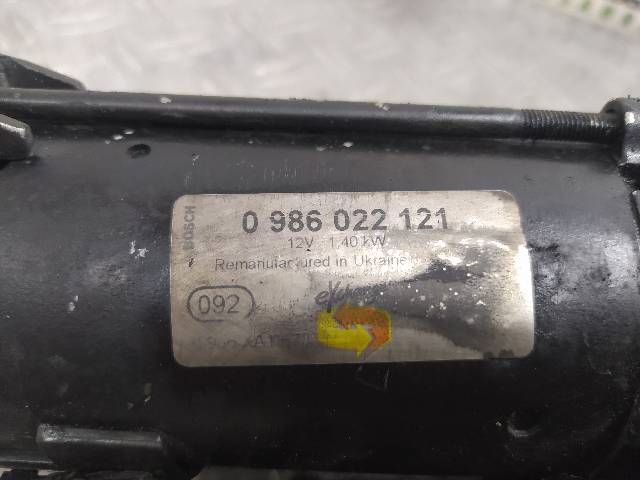 BOSCH
0 986 022 121
12V 1,40 kW
Remanufactured in Ukraine
092